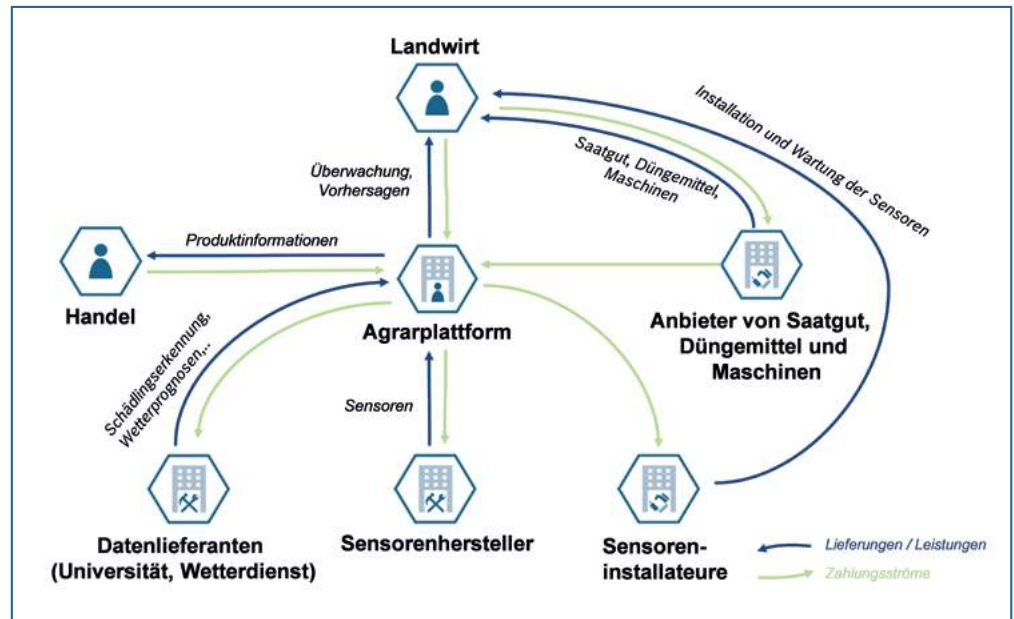 Landwirt
Installation und Wartung der Sensoren
Saatgut, Düngemittel,
Maschinen
Überwachung,
Vorhersagen
Produktinformationen
Handel
Agrarplattform
Anbieter von Saatgut,
Düngemittel und
Maschinen
Schädlingserkennung,
Wetterprognosen,..
Sensoren
Datenlieferanten
(Universität, Wetterdienst)
Sensorenhersteller
Sensoren-
installateure
Lieferungen / Leistungen
Zahlungsströme